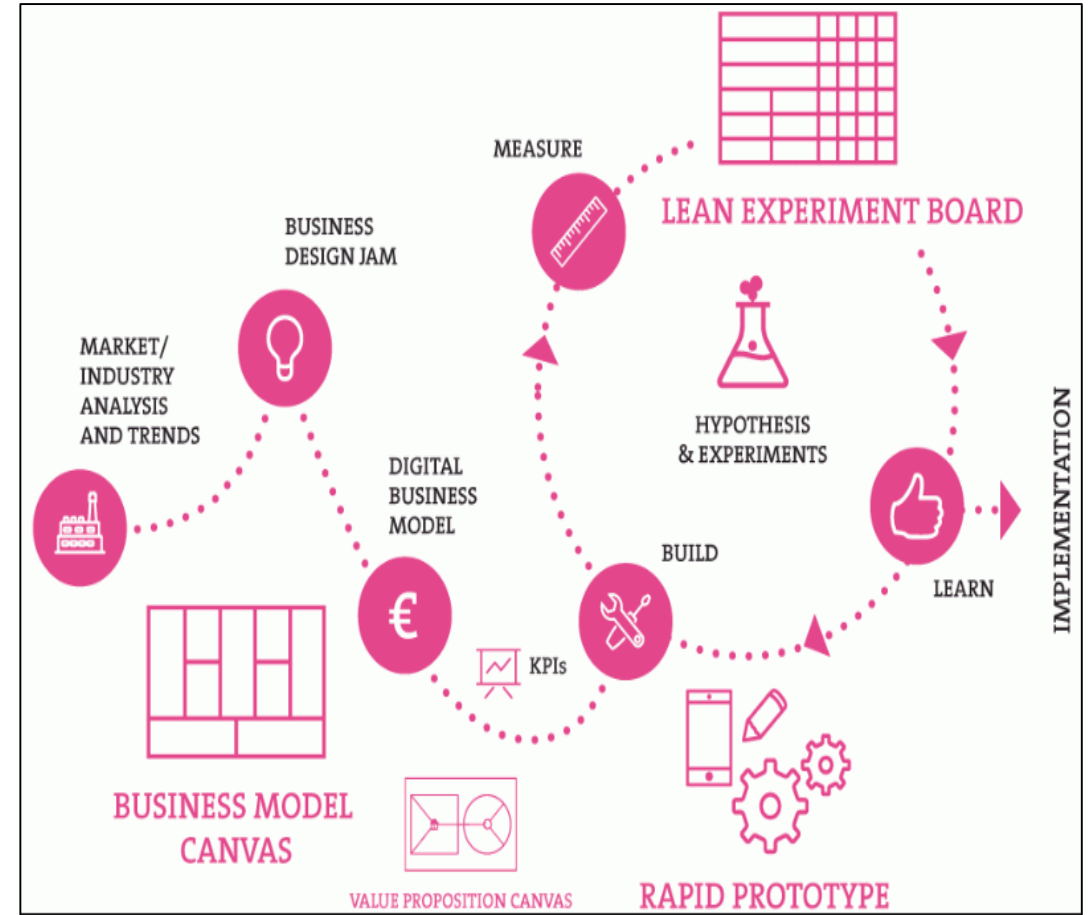 MEASURE
LEAN EXPERIMENT BOARD
BUSINESS
DESIGN JAM
MARKET/
INDUSTRY
ANALYSIS
AND TRENDS
HYPOTHESIS
& EXPERIMENTS
DIGITAL
BUSINESS
MODEL
€
BUILD
LEARN
IMPLEMENTATION
KPIs
BUSINESS MODEL
CANVAS
VALUE PROPOSITION CANVAS
RAPID PROTOTYPE